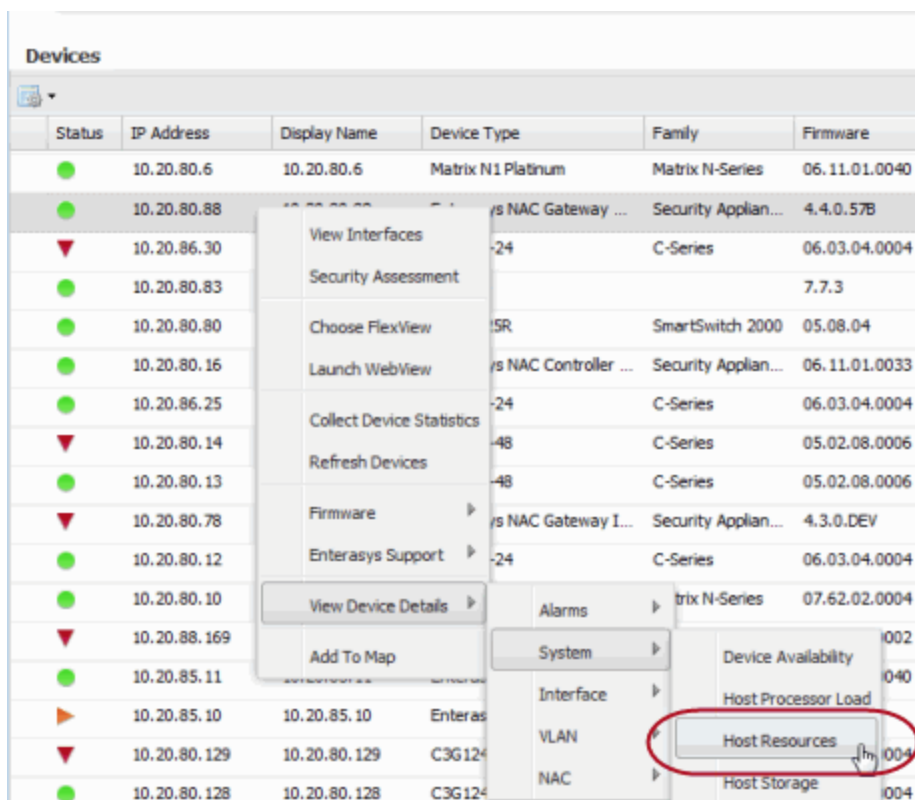 Devices
Status IP Address Display Name Device Type Family Firmware
10.20.80.6 10.20.80.6 Matrix N1 Platinum Matrix N-Series 06.11.01.0040
10.20.80.88 NAC Gateway ... Security Applian... 4.4.0.57B
View Interfaces
10.20.86.30 -24 C-Series 06.03.04.0004
Security Assessment
10.20.80.83 7.7.3
Choose FlexView
10.20.80.80 25R SmartSwitch 2000 05.08.04
Launch WebView
10.20.80.16 ys NAC Controller ... Security Applian... 06.11.01.0033
10.20.86.25 -24 C-Series 06.03.04.0004
Collect Device Statistics
10.20.80.14 -48 C-Series 05.02.08.0006
Refresh Devices
10.20.80.13 -48 C-Series 05.02.08.0006
Firmware
10.20.80.78 ys NAC Gateway I... Security Applian... 4.3.0.DEV
Enterasys Support
10.20.80.12 -24 C-Series 06.03.04.0004
View Device Details
10.20.80.10 trix N-Series 07.62.02.0004
Alarms
10.20.88.169 0002
System
Add To Map
Device Availability
10.20.85.11 0040
Interface
Host Processor Load
10.20.85.10 10.20.85.10 Enteras
VLAN
Host Resources
10.20.80.129 10.20.80.129 C3G124 004
NAC
Host Storage
10.20.80.128 10.20.80.128 C3G124 0004